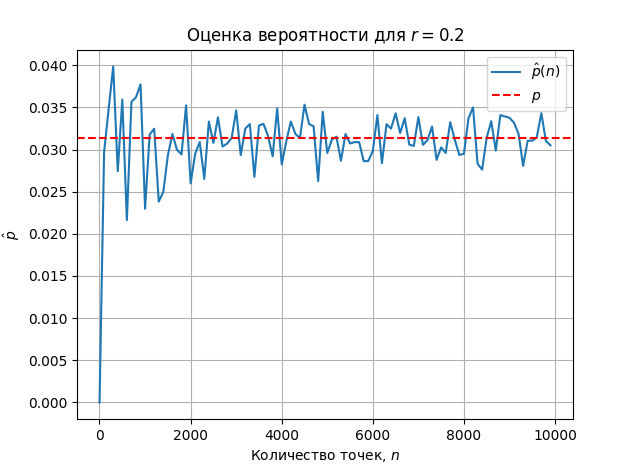 Оценка вероятности для r = 0.2
p̂(n)
p
0.040
0.035
0.030
0.025
0.020
0.015
0.010
0.005
0.000
p̂
0 2000 4000 6000 8000 10000
Количество точек, n